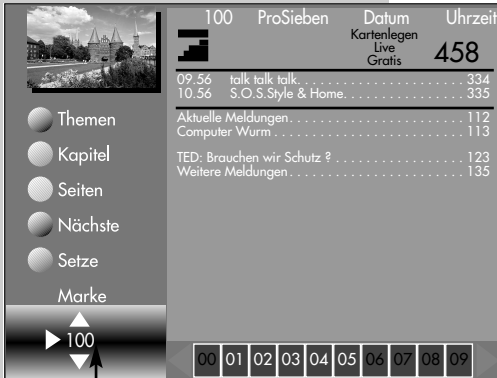 100 ProSieben Datum Uhrzeit
Kartenlegen
Live
Gratis
458
09.56 talk talk talk. . . . . . . . . . . . . . . . . . . . . . . . . . . 334
10.56 S.O.S.Style & Home. . . . . . . . . . . . . . . . . . . . 335
Aktuelle Meldungen. . . . . . . . . . . . . . . . . . . . . . . . . . . 112
Computer Wurm . . . . . . . . . . . . . . . . . . . . . . . . . . . . . 113
TED: Brauchen wir Schutz ? . . . . . . . . . . . . . . . . . . . . 123
Weitere Meldungen. . . . . . . . . . . . . . . . . . . . . . . . . . . 135
Themen
Kapitel
Seiten
Nächste
Setze
Marke
100
00 01 02 03 04 05 06 07 08 09